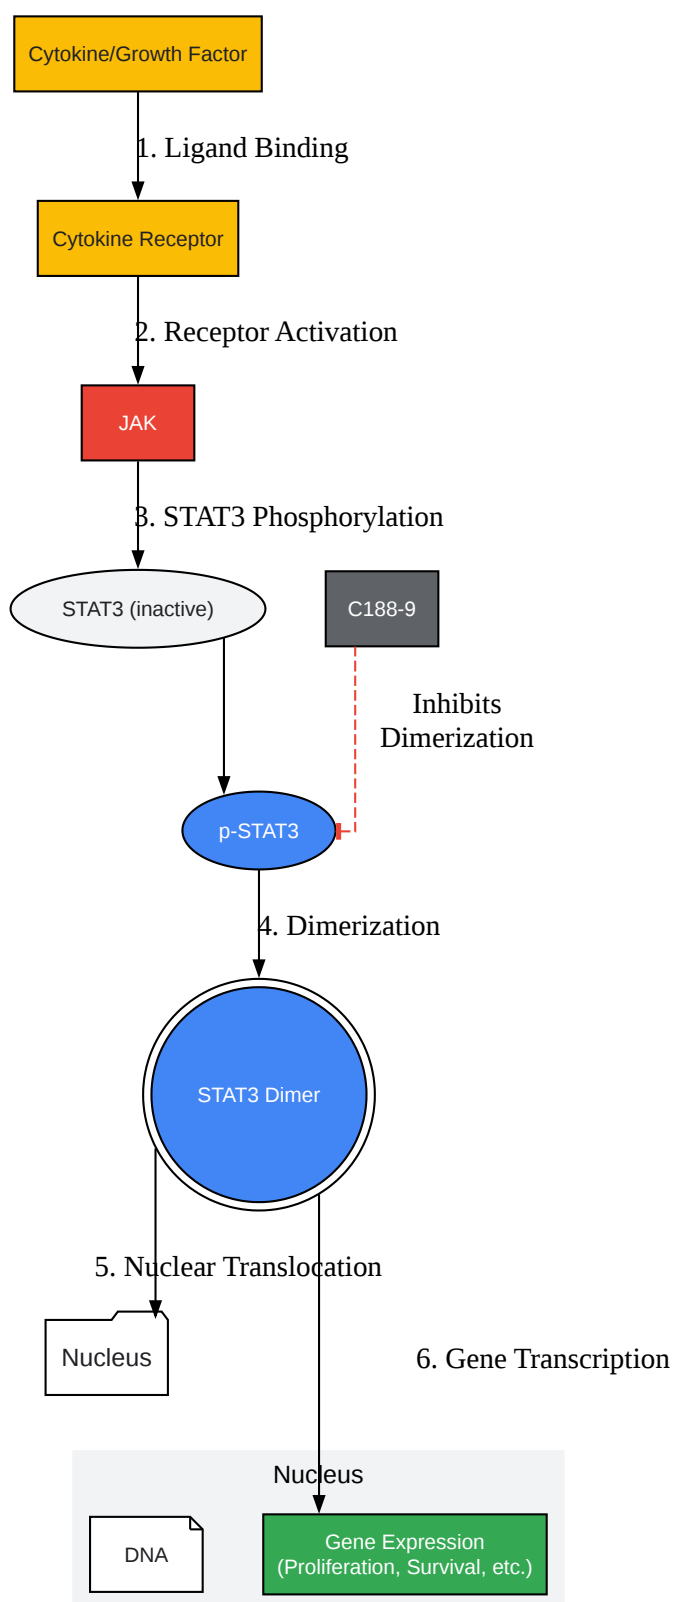 Cytokine/Growth Factor
1. Ligand Binding
Cytokine Receptor
2. Receptor Activation
JAK
3. STAT3 Phosphorylation
STAT3 (inactive)
C188-9
Inhibits
Dimerization
p-STAT3
4. Dimerization
STAT3 Dimer
5. Nuclear Translocation
Nucleus
6. Gene Transcription
Nucleus
DNA
Gene Expression
(Proliferation, Survival, etc.)